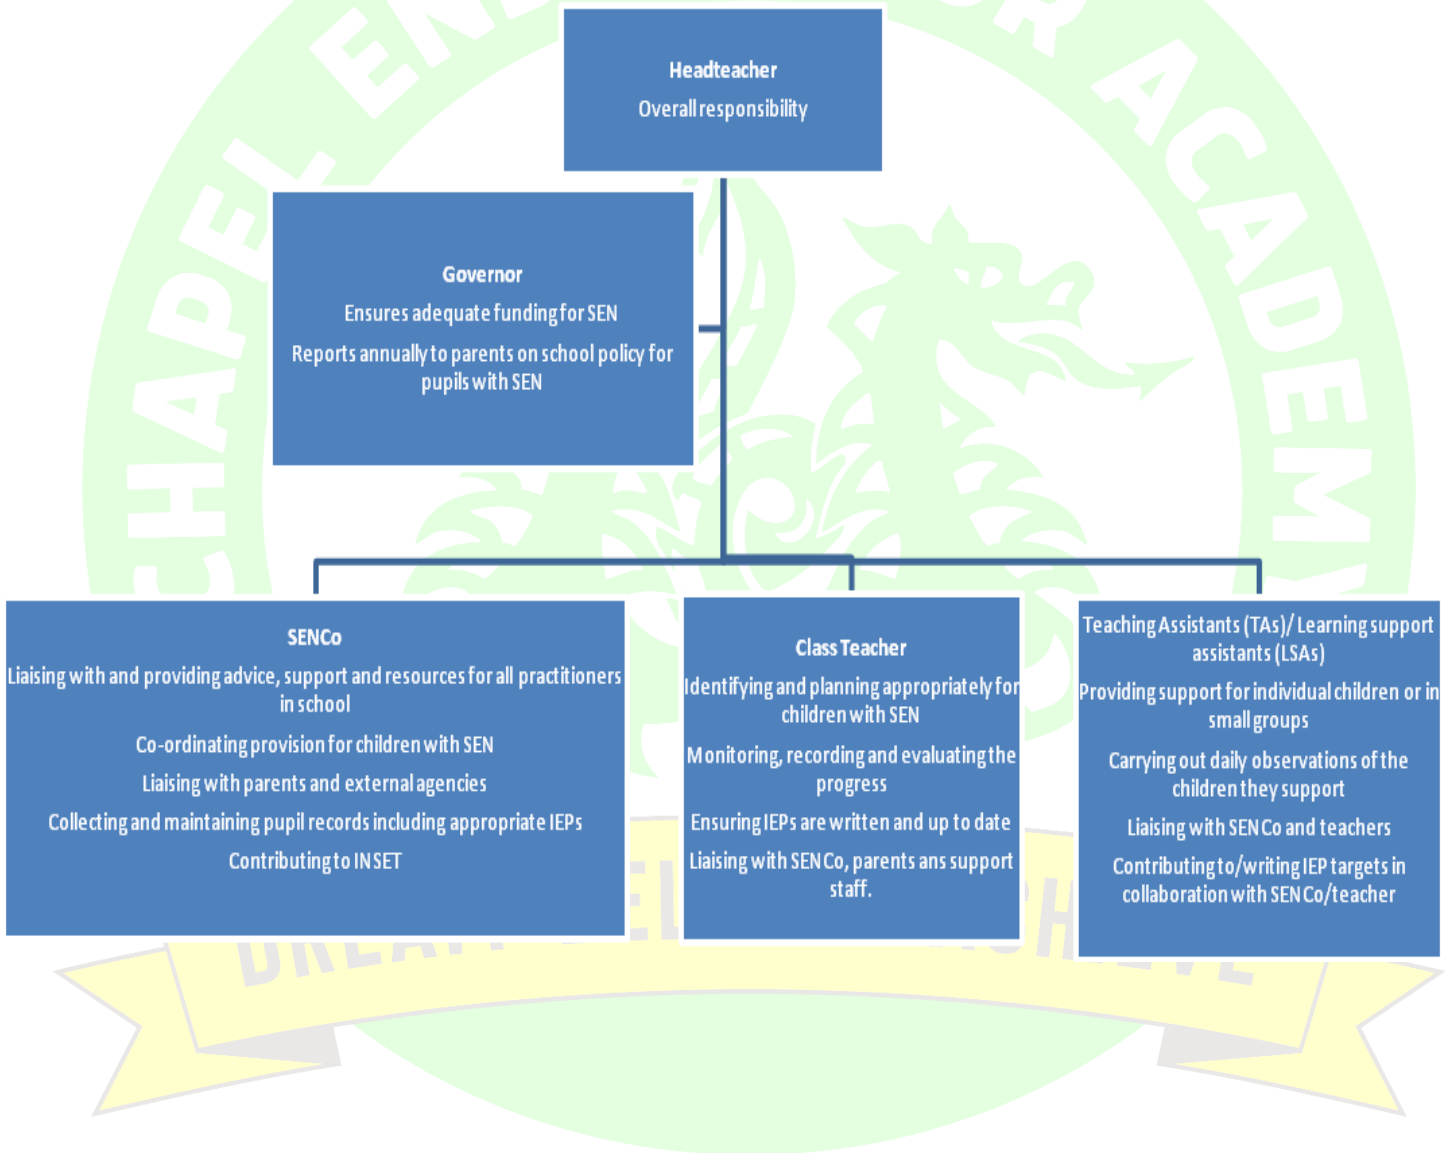 CHAPEL EN
OR ACADEM
Headteacher
Overall responsibility
Governor
Ensures adequate funding for SEN
Reports annually to parents on school policy for
pupils with SEN
SENCo
Liaising with and providing advice, support and resources for all practitioners
in school
Co-ordinating provision for children with SEN
Liaising with parents and external agencies
Collecting and maintaining pupil records including appropriate IEPs
Contributing to INSET
Class Teacher
Identifying and planning appropriately for
children with SEN
Monitoring, recording and evaluating the
progress
Ensuring IEPs are written and up to date
Liaising with SENCo, parents ans support
staff.
Teaching Assistants (TAs)/ Learning support
assistants (LSAs)
Providing support for individual children or in
small groups
Carrying out daily observations of the
children they support
Liaising with SENCo and teachers
Contributing to/writing IEP targets in
collaboration with SENCo/teacher